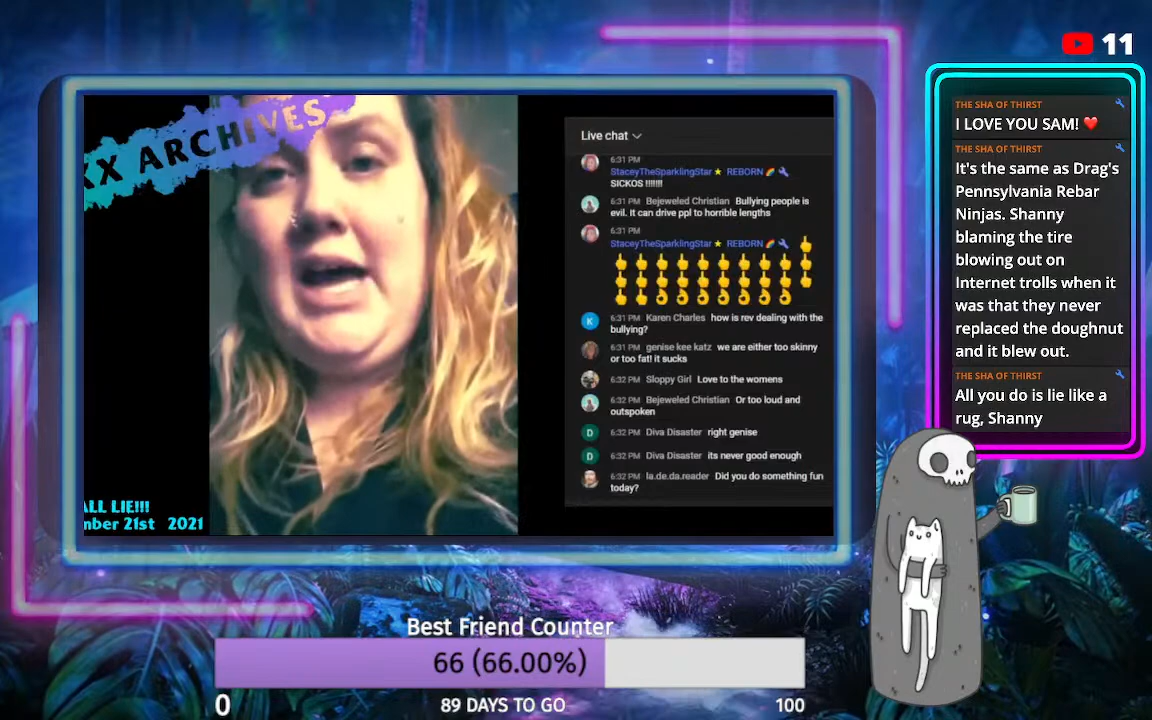 11
THE SHA OF THIRST
I LOVE YOU SAM! ❤️
THE SHA OF THIRST
It's the same as Drag's
Pennsylvania Rebar
Ninjas. Shanny
blaming the tire
blowing out on
Internet trolls when it
was that they never
replaced the doughnut
and it blew out.
THE SHA OF THIRST
All you do is lie like a
rug, Shanny
XX ARCHIVES
ALL LIE!!!
mber 21st 2021
Live chat
6:31 PM
StaceyTheSparklingStar ★ REBORN 🌈
SICKOS !!!!!!!
6:31 PM Bejeweled Christian Bullying people is
evil. It can drive ppl to horrible lengths
6:31 PM
StaceyTheSparklingStar ★ REBORN 🌈
K 6:31 PM Karen Charles how is rev dealing with the
bullying?
6:31 PM genise kee katz we are either too skinny
or too fat! it sucks
6:32 PM Sloppy Girl Love to the womens
6:32 PM Bejeweled Christian Or too loud and
outspoken
D 6:32 PM Diva Disaster right genise
D 6:32 PM Diva Disaster its never good enough
6:32 PM la.de.da.reader Did you do something fun
today?
Best Friend Counter
66 (66.00%)
0 89 DAYS TO GO 100